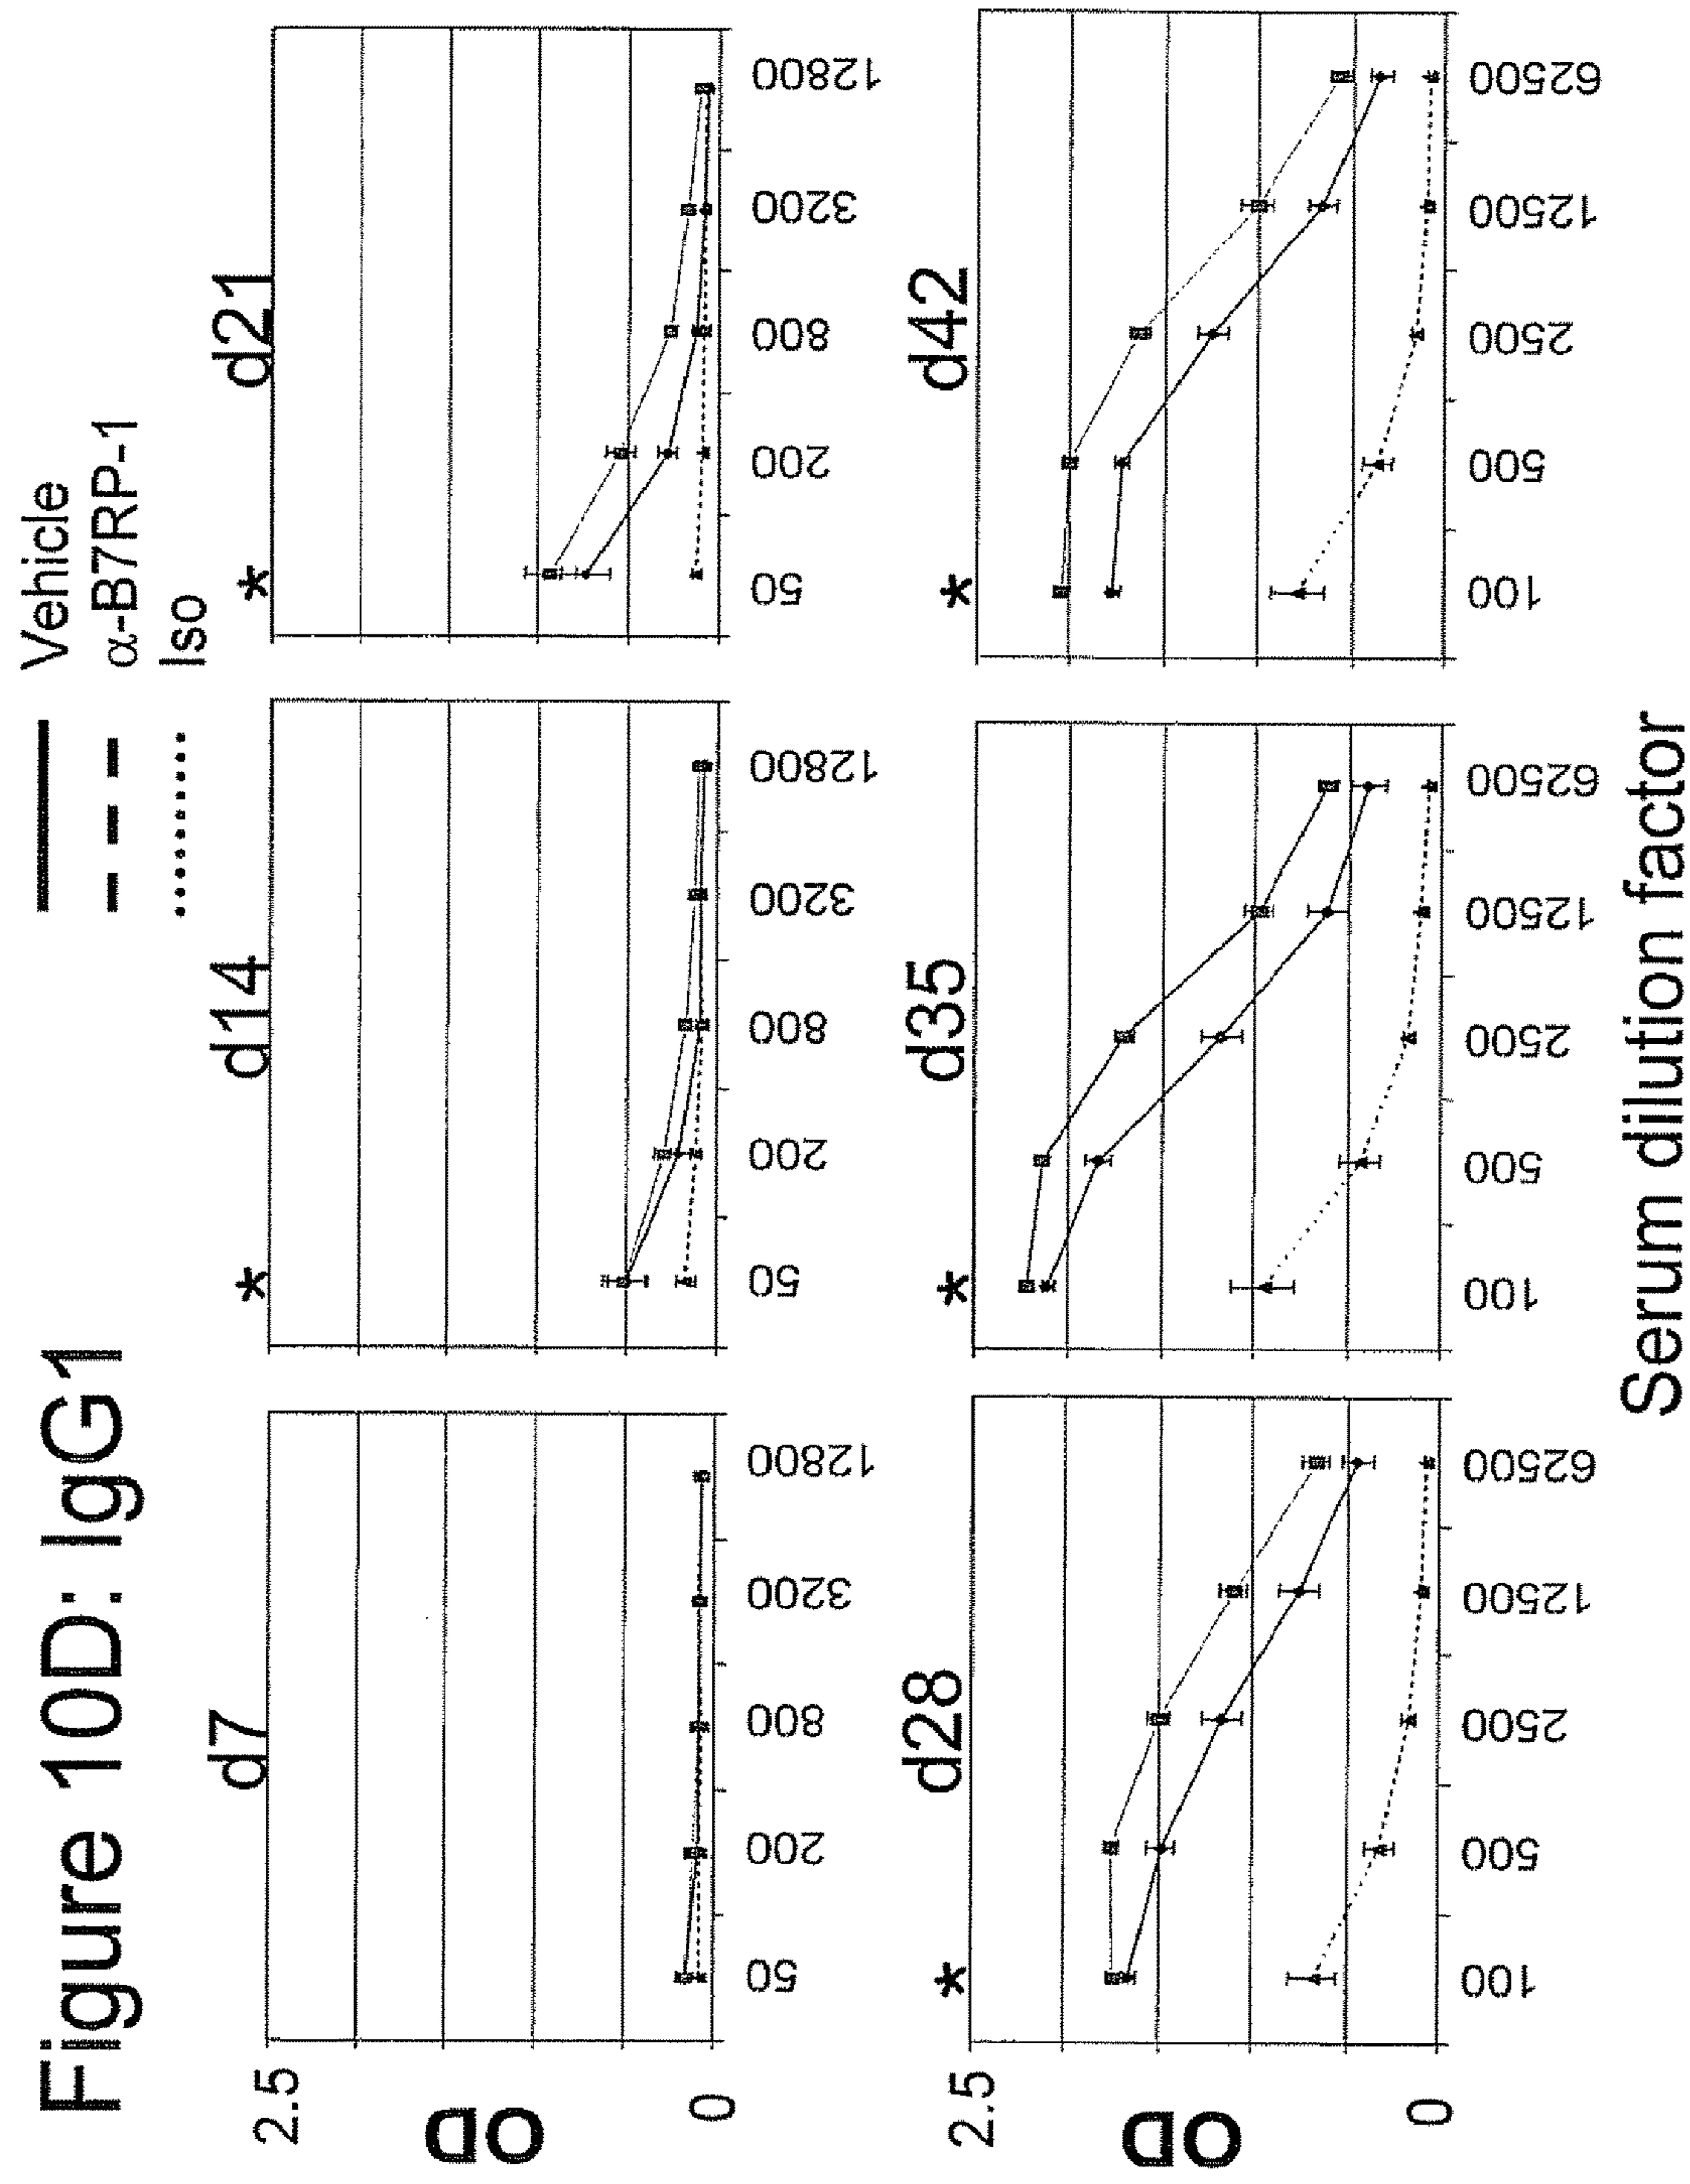 Figure 10D: IgG1
Vehicle
α-B7RP-1
Iso
d7
d14
d21
* *
2.5
OD
0
50 200 800 3200 12800
50 200 800 3200 12800
50 200 800 3200 12800
d28
d35
d42
* * *
2.5
OD
0
100 500 2500 12500 62500
100 500 2500 12500 62500
100 500 2500 12500 62500
Serum dilution factor